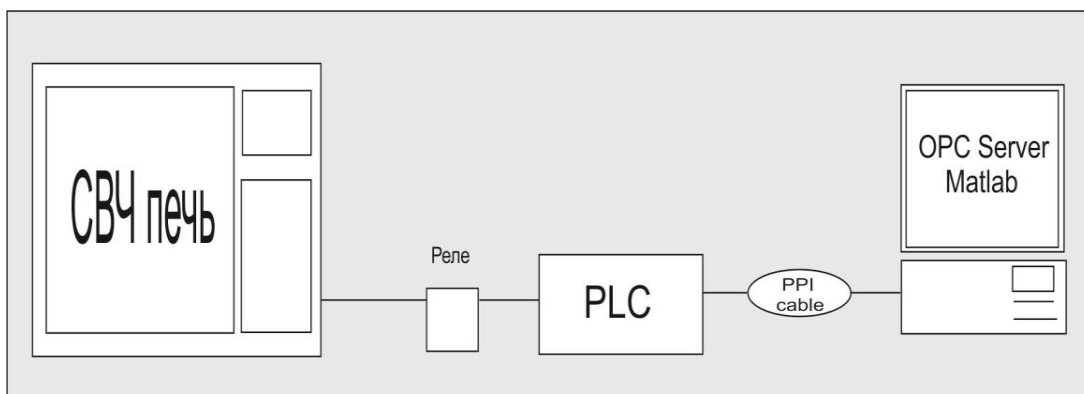 СВЧ печь
Реле
PLC
PPI
cable
OPC Server
Matlab